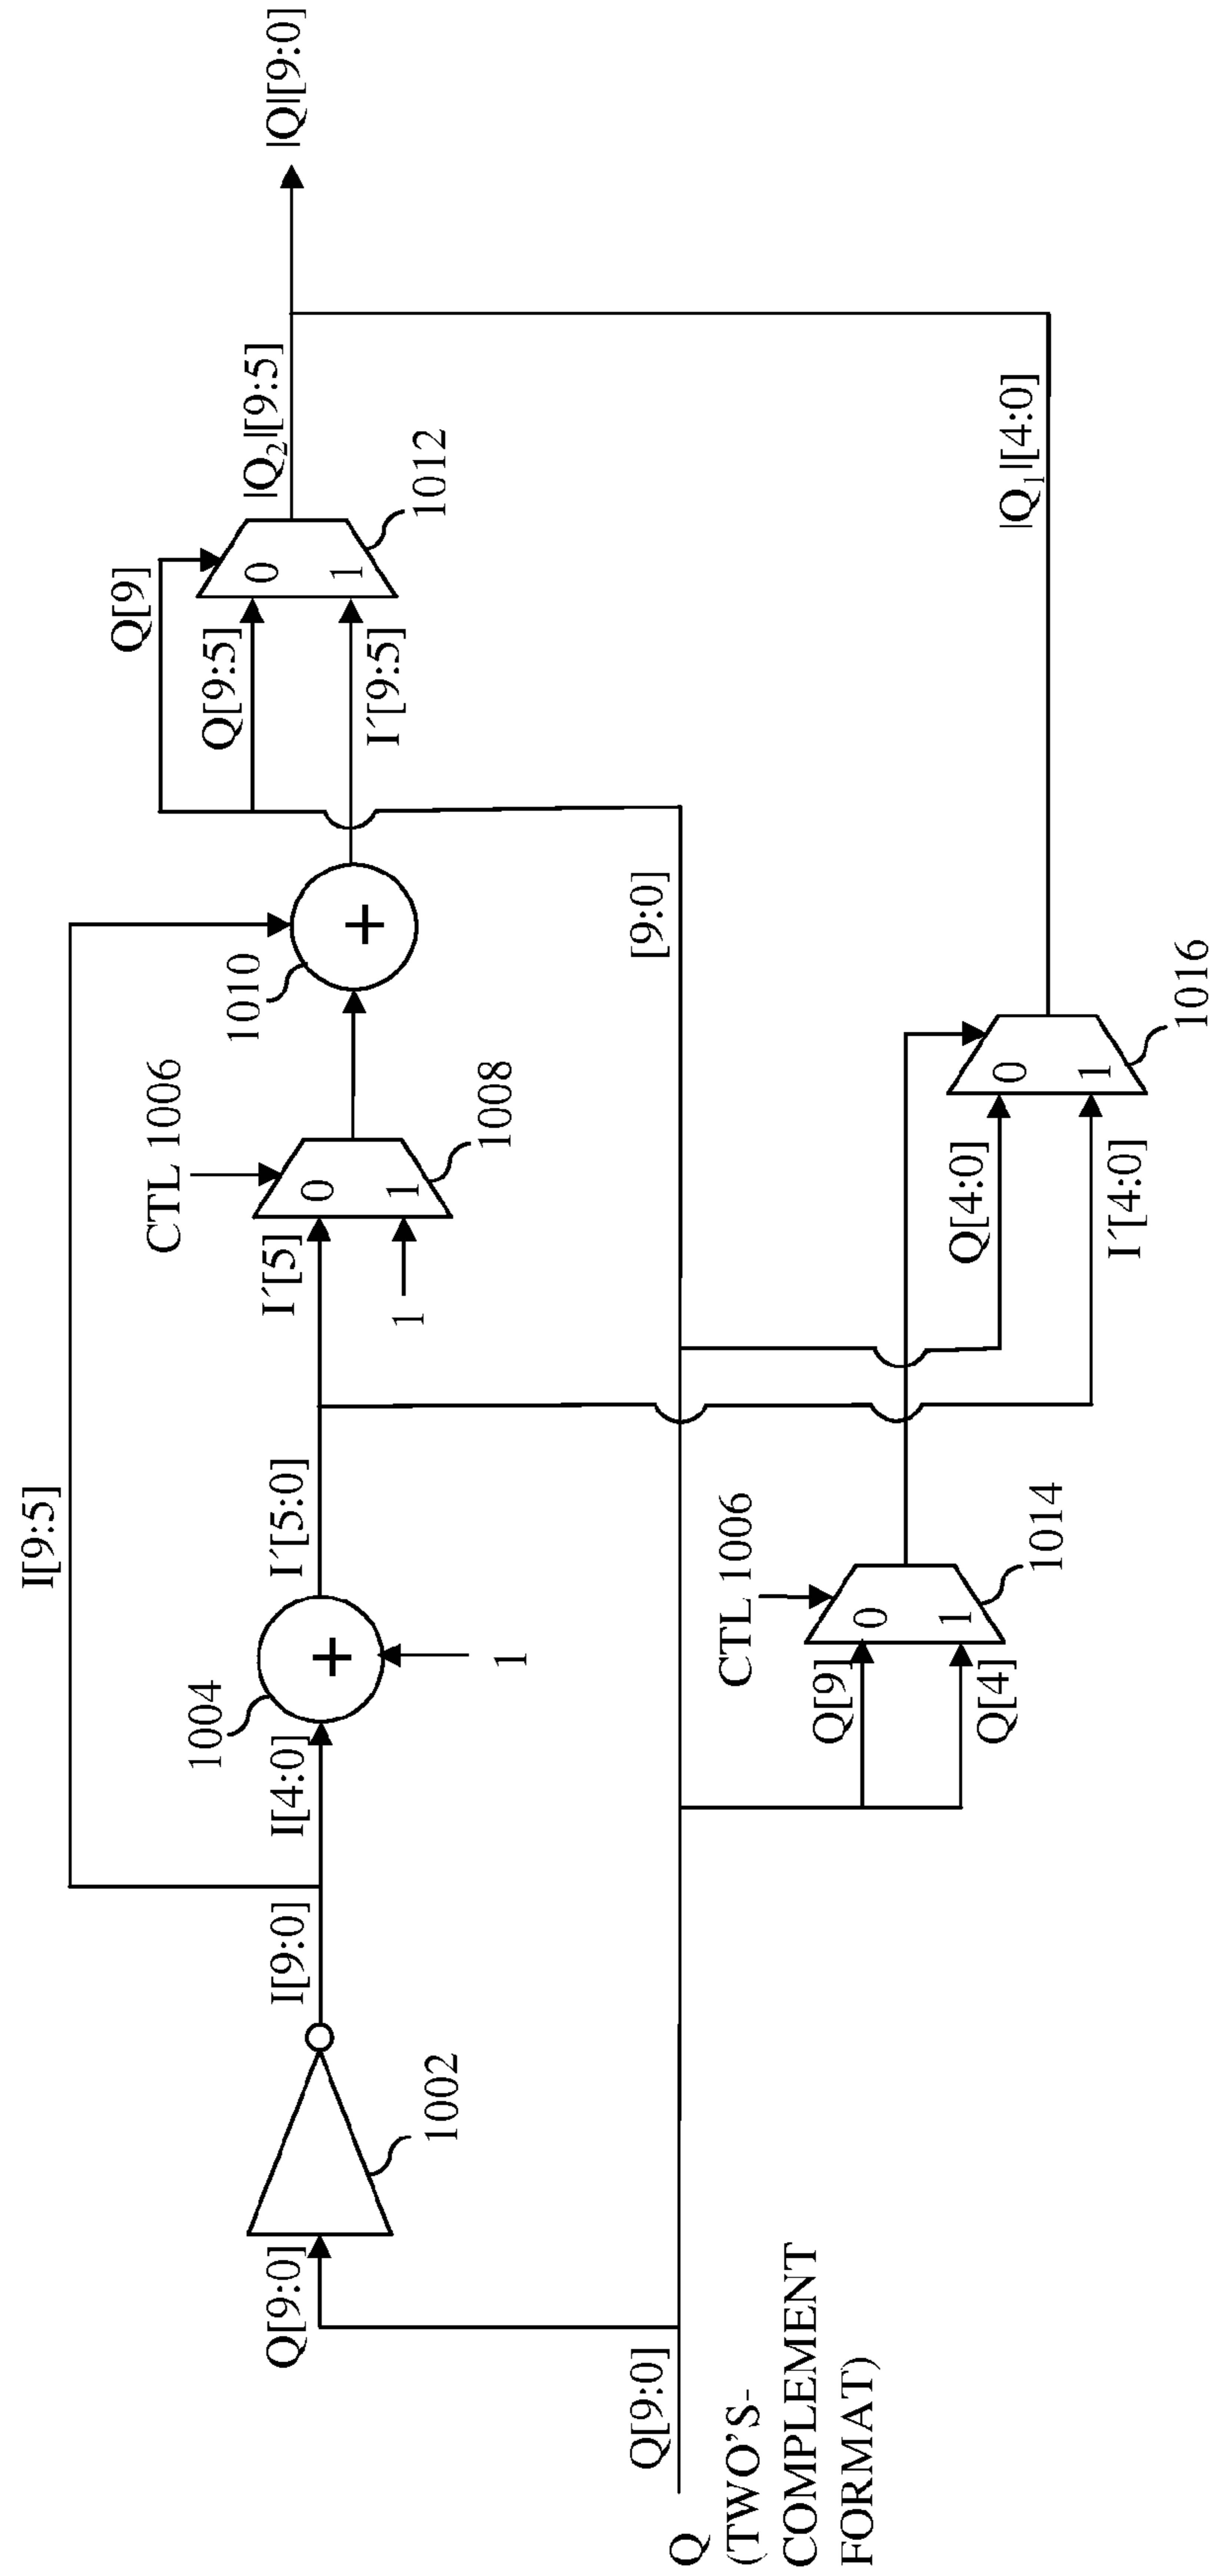 Q
(TWO'S-
COMPLEMENT
FORMAT)
Q[9:0]
Q[9:0]
1002
I[9:0]
I[9:5]
I[4:0]
1004
1
I´[5:0]
I´[5]
1
CTL 1006
0
1
1008
1010
Q[9]
Q[9:5]
I´[9:5]
0
1
1012
|Q₂|[9:5]
|Q|[9:0]
[9:0]
Q[9]
Q[4]
CTL 1006
0
1
1014
Q[4:0]
I´[4:0]
0
1
1016
|Q₁|[4:0]
+
+